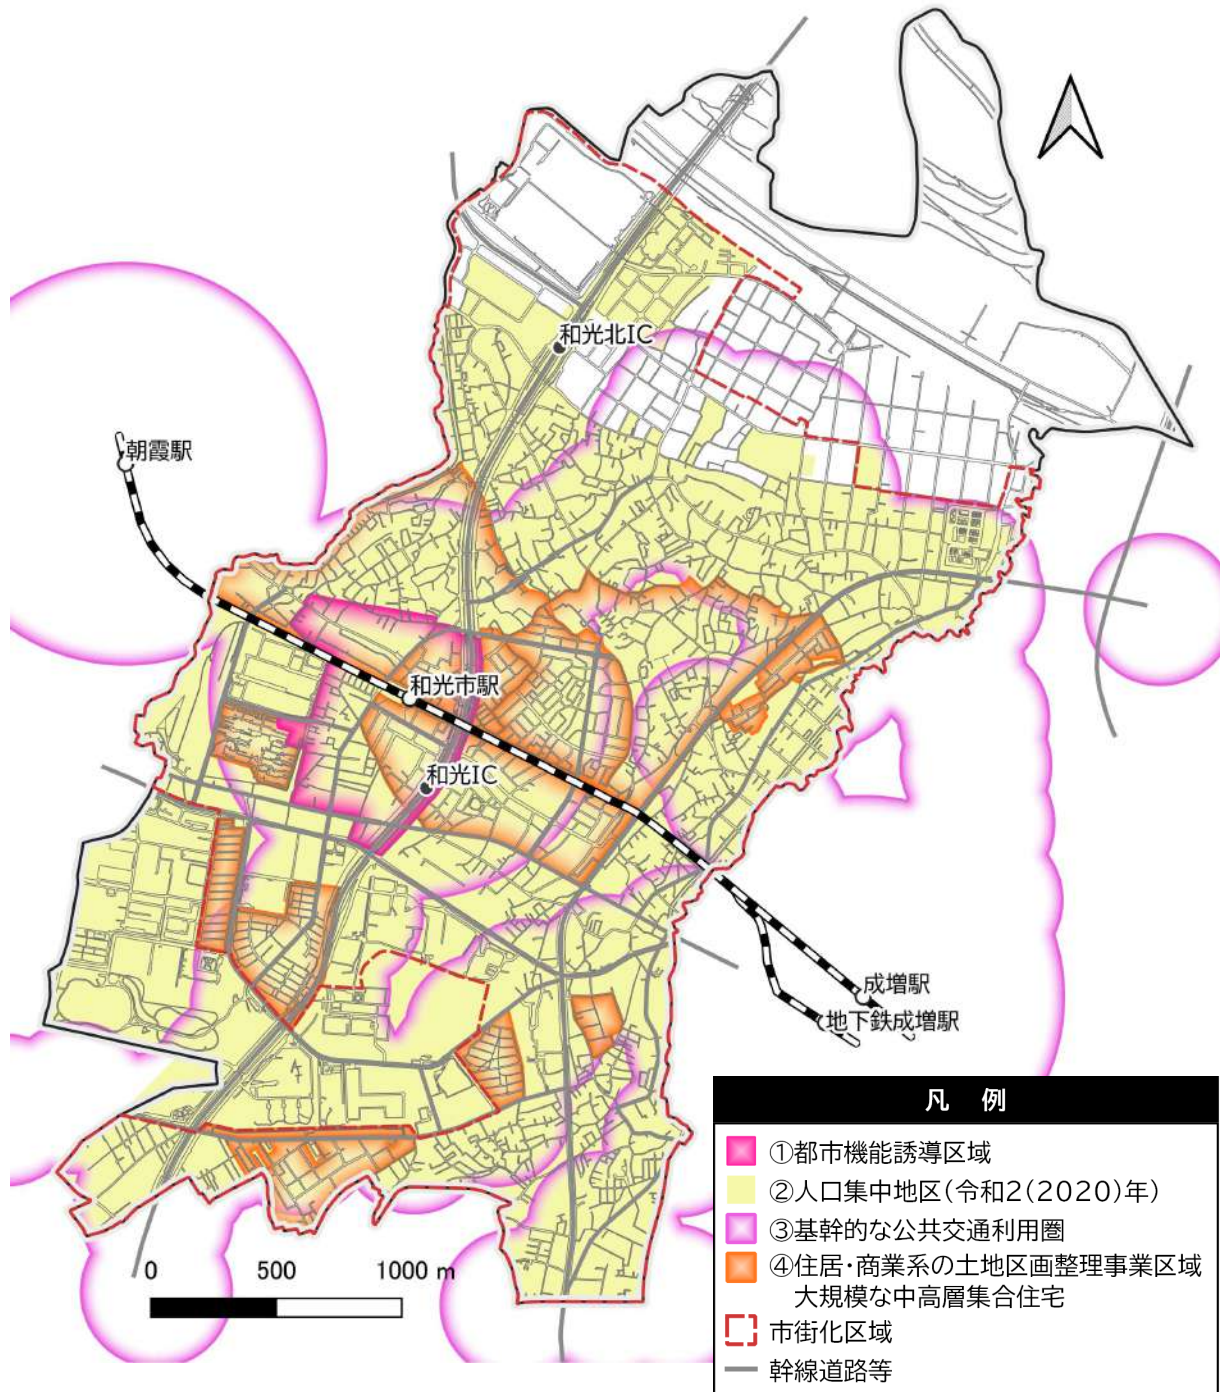 和光北IC
朝霞駅
和光市駅
和光IC
成増駅
地下鉄成増駅
凡 例
①都市機能誘導区域
②人口集中地区(令和2(2020)年)
③基幹的な公共交通利用圏
④住居・商業系の土地区画整理事業区域
大規模な中高層集合住宅
市街化区域
幹線道路等
0 500 1000 m